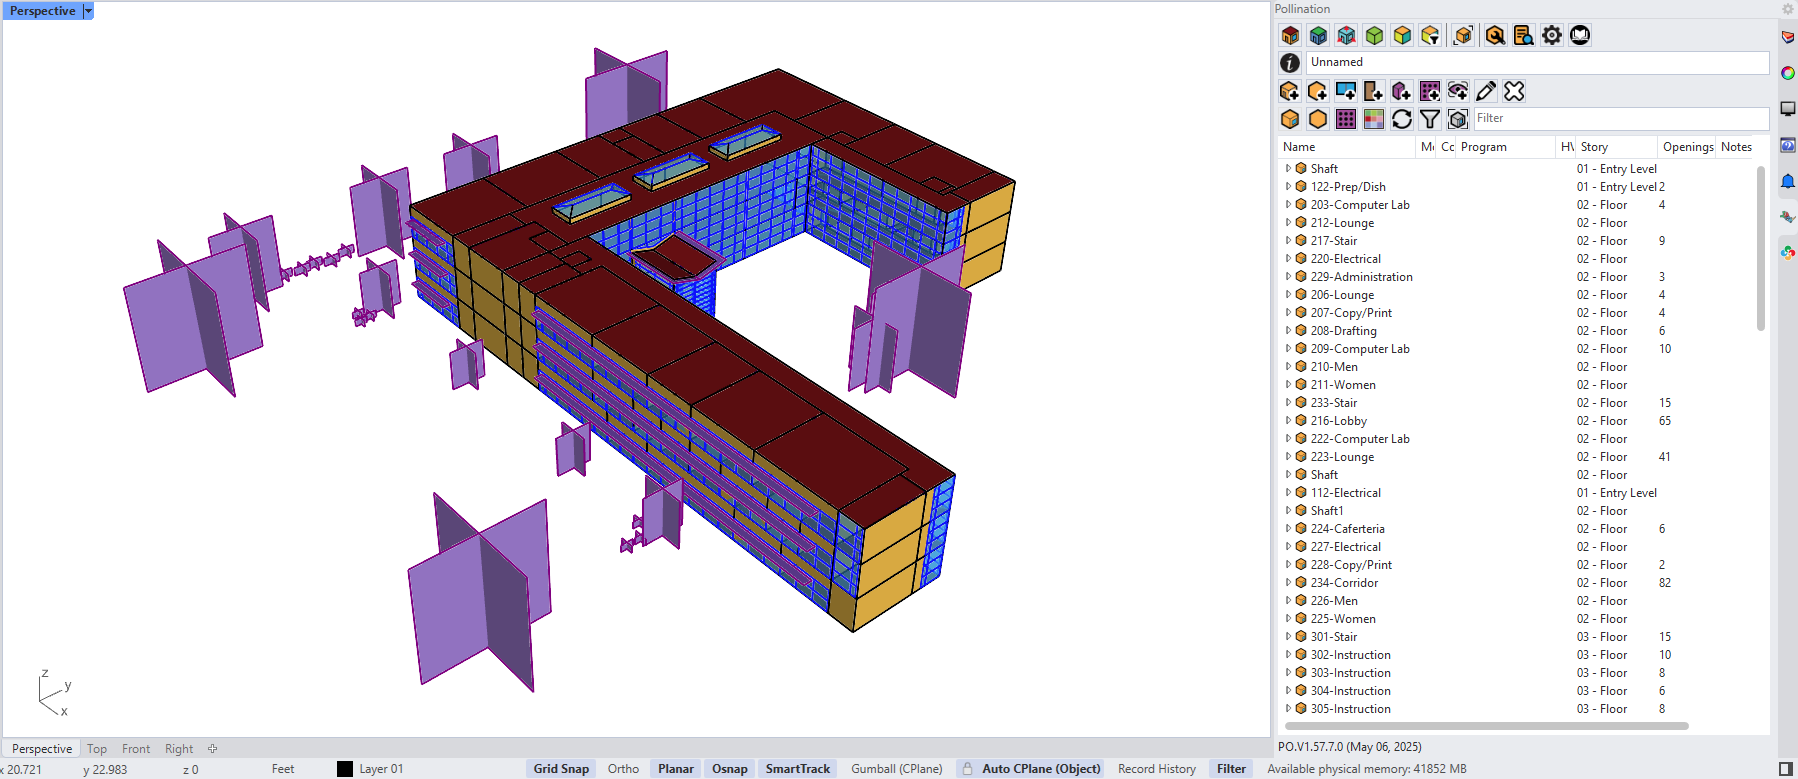 Perspective
Pollination
Unnamed
Filter
Name M Cc Program HV Story Openings Notes
Shaft 01 - Entry Level
122-Prep/Dish 01 - Entry Level 2
203-Computer Lab 02 - Floor 4
212-Lounge 02 - Floor
217-Stair 02 - Floor 9
220-Electrical 02 - Floor
229-Administration 02 - Floor 3
206-Lounge 02 - Floor 4
207-Copy/Print 02 - Floor 4
208-Drafting 02 - Floor 6
209-Computer Lab 02 - Floor 10
210-Men 02 - Floor
211-Women 02 - Floor
233-Stair 02 - Floor 15
216-Lobby 02 - Floor 65
222-Computer Lab 02 - Floor
223-Lounge 02 - Floor 41
Shaft 02 - Floor
112-Electrical 01 - Entry Level
Shaft1 02 - Floor
224-Caferteria 02 - Floor 6
227-Electrical 02 - Floor
228-Copy/Print 02 - Floor 2
234-Corridor 02 - Floor 82
226-Men 02 - Floor
225-Women 02 - Floor
301-Stair 03 - Floor 15
302-Instruction 03 - Floor 10
303-Instruction 03 - Floor 8
304-Instruction 03 - Floor 6
305-Instruction 03 - Floor 8
z
y
x
PO.V1.57.7.0 (May 06, 2025)
Perspective Top Front Right
x 20.721 y 22.983 z 0 Feet Layer 01 Grid Snap Ortho Planar Osnap SmartTrack Gumball (CPlane) Auto CPlane (Object) Record History Filter Available physical memory: 41852 MB